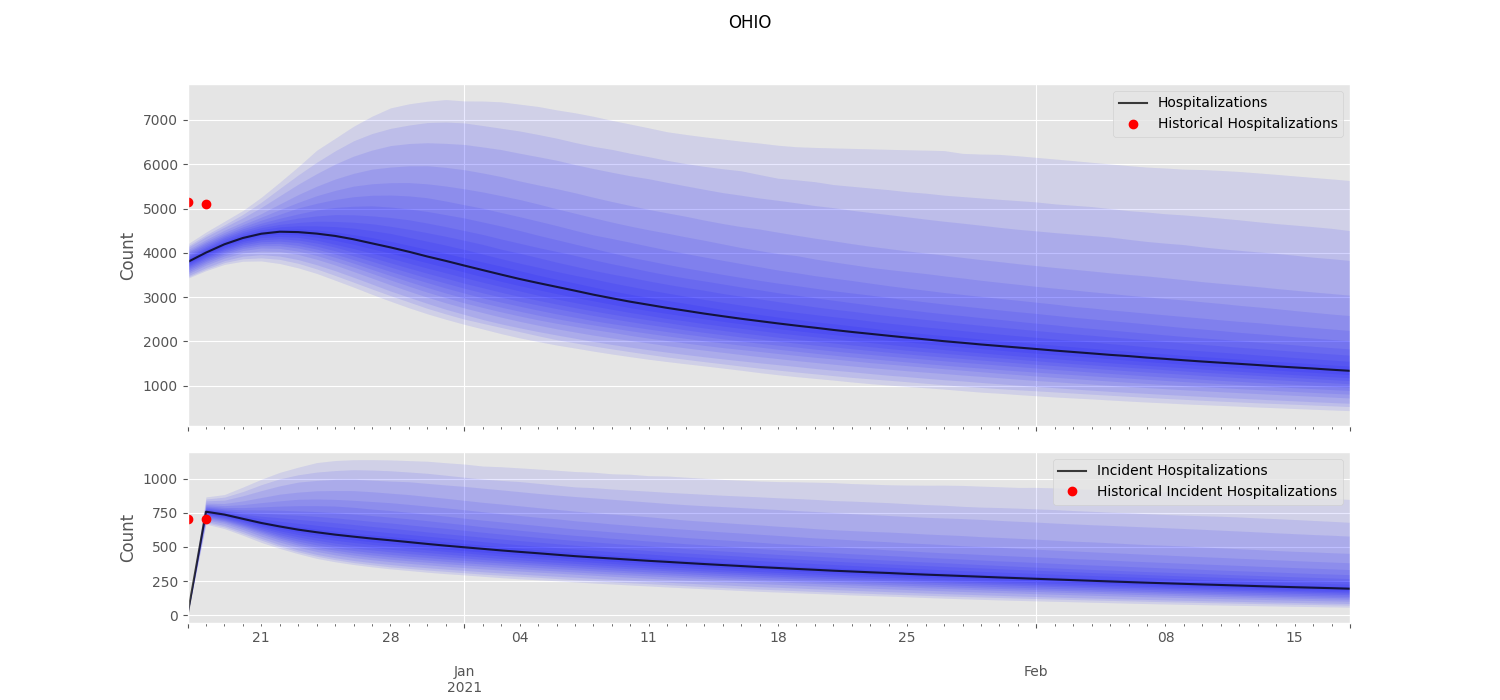 OHIO
Hospitalizations
Historical Hospitalizations
7000
6000
5000
4000
3000
2000
1000
Count
Incident Hospitalizations
Historical Incident Hospitalizations
1000
750
500
250
0
Count
21 28 04 11 18 25 08 15
Jan Feb
2021